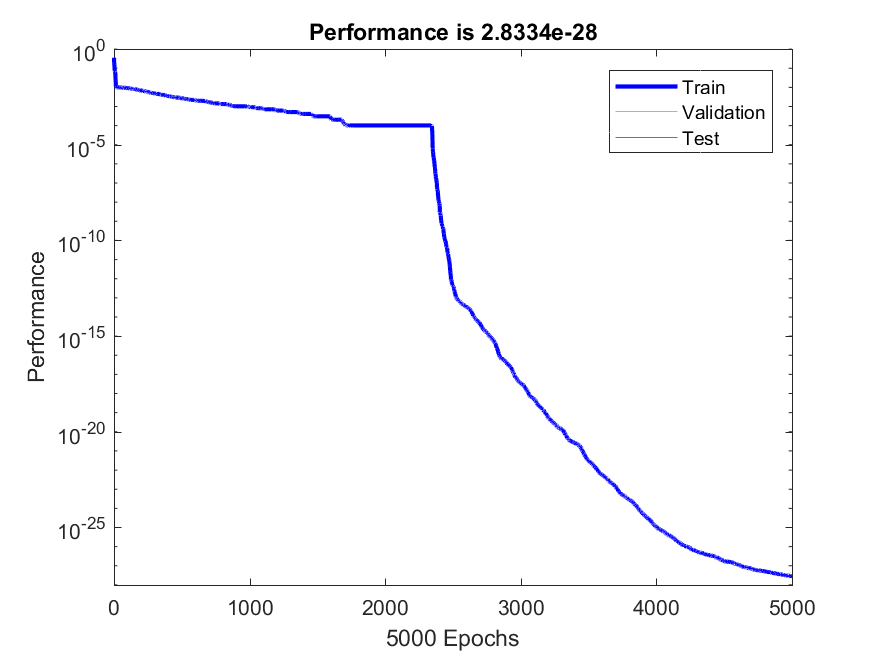 Performance is 2.8334e-28
10^0
10^-5
10^-10
10^-15
10^-20
10^-25
Performance
Train
Validation
Test
0 1000 2000 3000 4000 5000
5000 Epochs